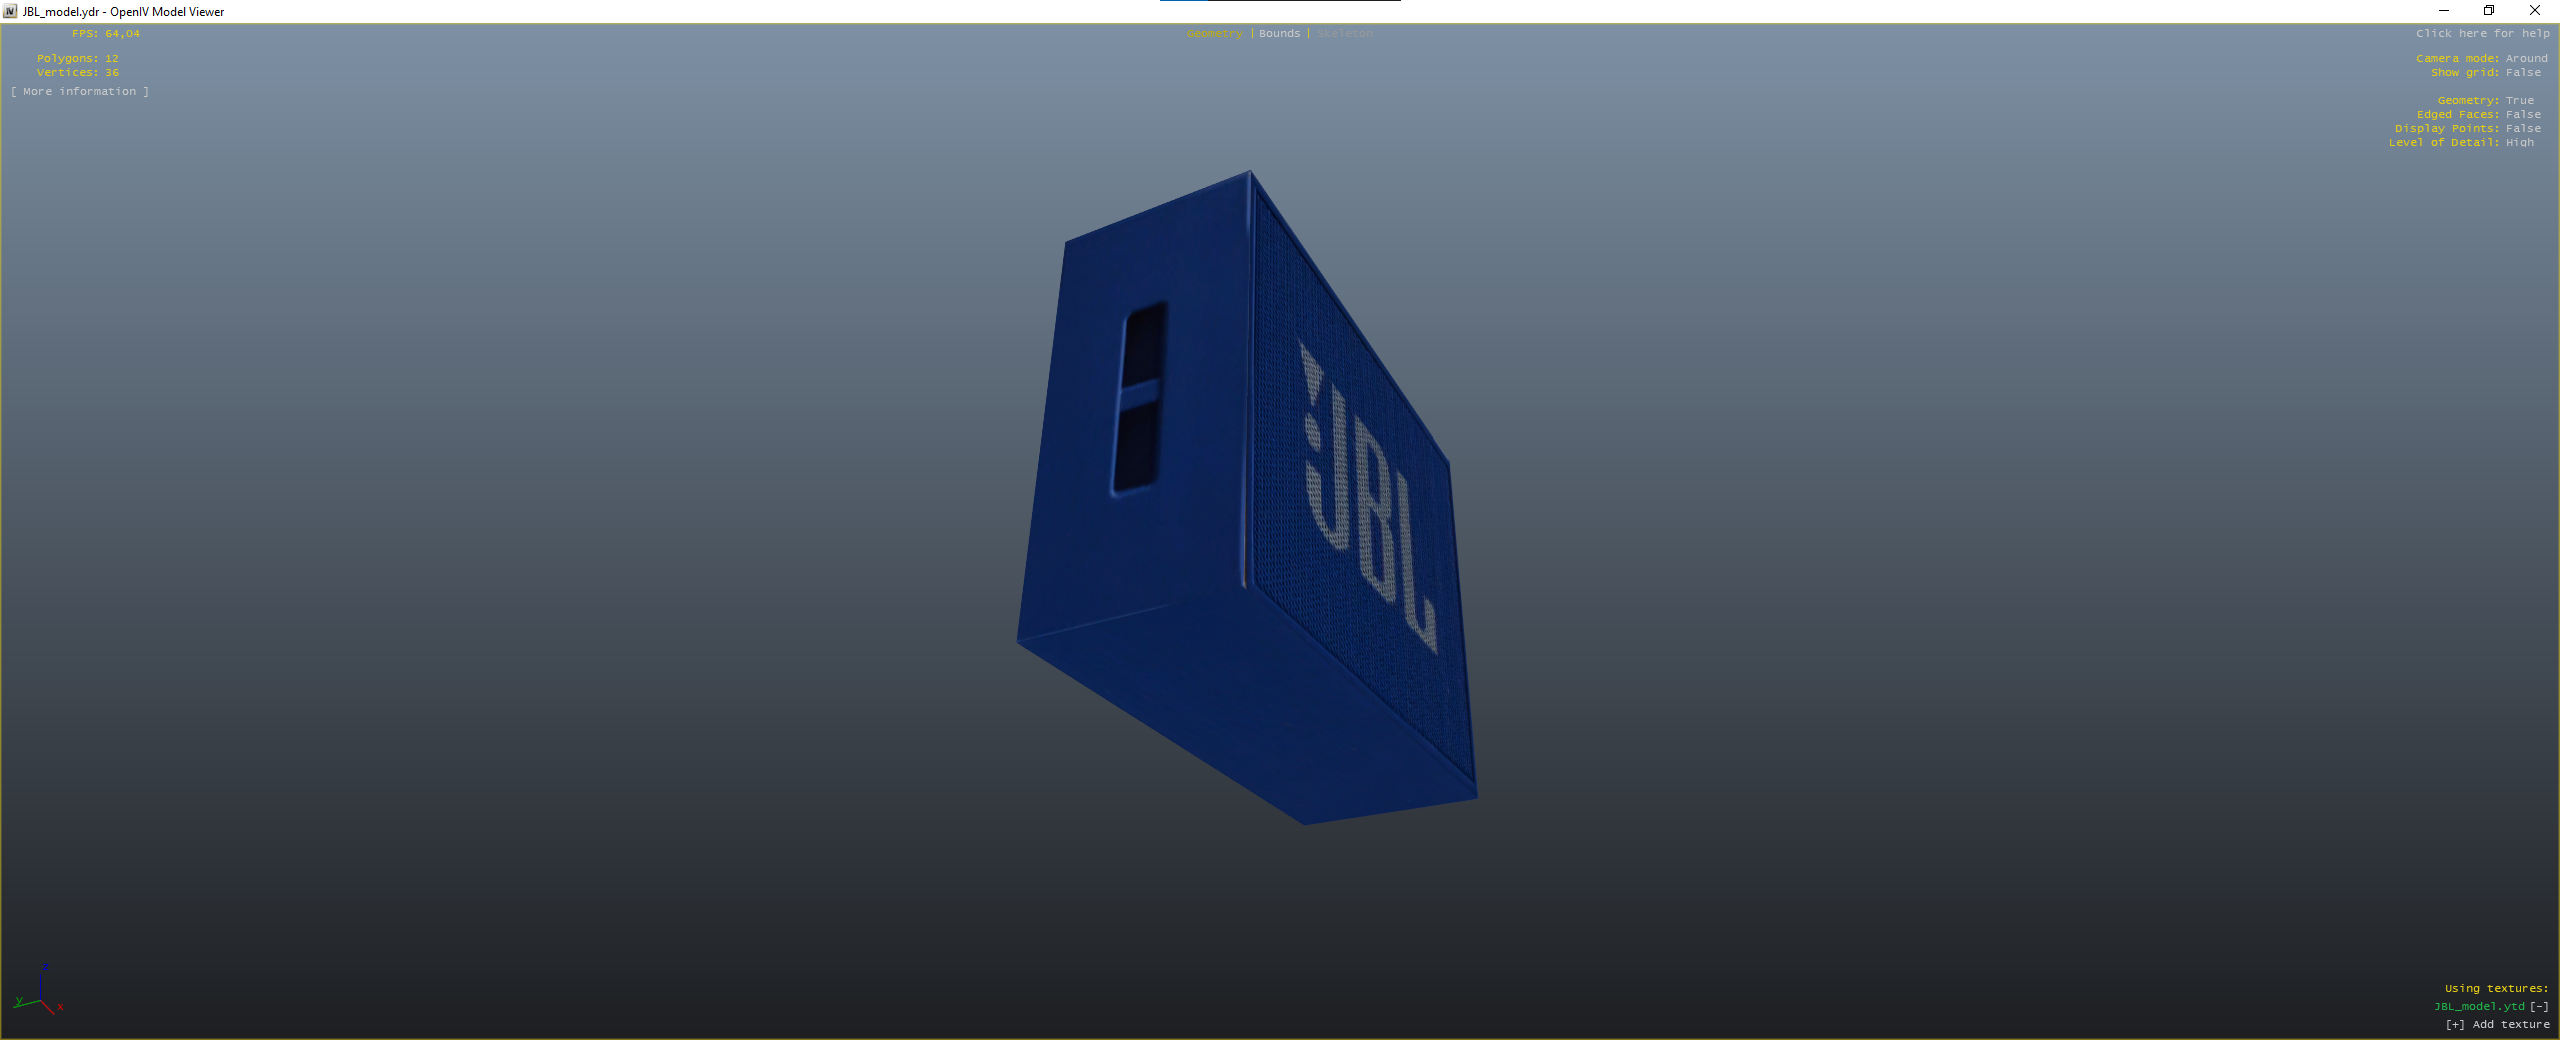 JBL_model.ydr - OpenIV Model Viewer
FPS: 64,04
Geometry | Bounds | Skeleton
Click here for help
Polygons: 12
Vertices: 36
[ More information ]
Camera mode: Around
Show grid: False
Geometry: True
Edged Faces: False
Display Points: False
Level of Detail: High
JBL
z
y
x
Using textures:
JBL_model.ytd [-]
[+] Add texture